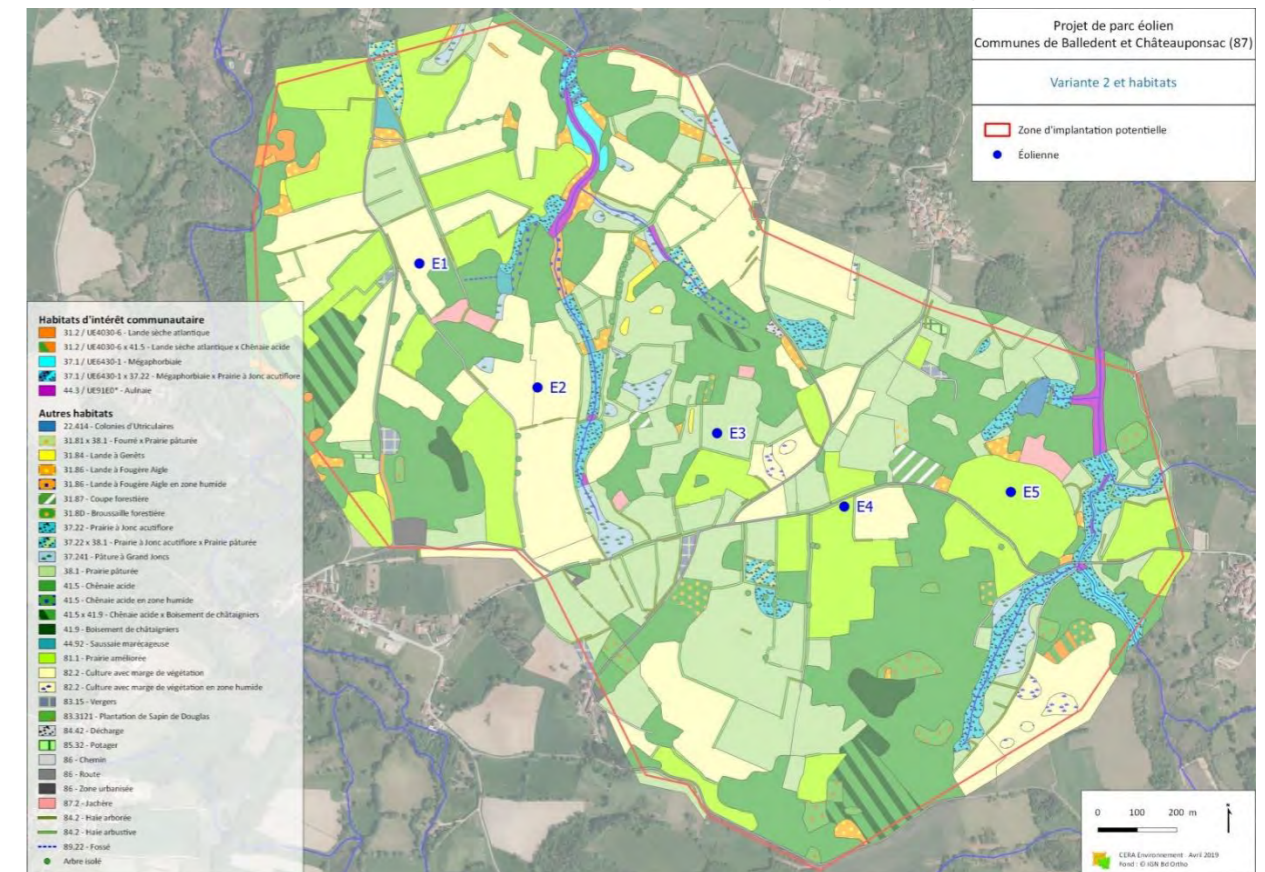 Projet de parc éolien
Communes de Balledent et Châteauponsac (87)
Variante 2 et habitats
Zone d'implantation potentielle
Éolienne
E1
E2
E3
E4
E5
Habitats d'intérêt communautaire
31.2 / UE4030-6 - Lande sèche atlantique
31.2 / UE4030-6 x 41.5 - Lande sèche atlantique x Chênaie acide
37.1 / UE6430-1 - Mégaphorbiaie
37.1 / UE6430-1 x 37.22 - Mégaphorbiaie x Prairie à Jonc acutiflore
44.3 / UE91E0* - Aulnaie
Autres habitats
22.414 - Colonies d'Utriculaires
31.81 x 38.1 - Fourré x Prairie pâturée
31.84 - Lande à Genêts
31.86 - Lande à Fougère Aigle
31.86 - Lande à Fougère Aigle en zone humide
31.87 - Coupe forestière
31.8D - Broussaille forestière
37.22 - Prairie à Jonc acutiflore
37.22 x 38.1 - Prairie à Jonc acutiflore x Prairie pâturée
37.241 - Pâture à Grand Joncs
38.1 - Prairie pâturée
41.5 - Chênaie acide
41.5 - Chênaie acide en zone humide
41.5 x 41.9 - Chênaie acide x Boisement de châtaigniers
41.9 - Boisement de châtaigniers
44.92 - Saussaie marécageuse
81.1 - Prairie améliorée
82.2 - Culture avec marge de végétation
82.2 - Culture avec marge de végétation en zone humide
83.15 - Vergers
83.3121 - Plantation de Sapin de Douglas
84.42 - Décharge
85.32 - Potager
86 - Chemin
86 - Route
86 - Zone urbanisée
87.2 - Jachère
84.2 - Haie arborée
84.2 - Haie arbustive
89.22 - Fossé
Arbre isolé
0 100 200 m
CERA Environnement - Avril 2019
Fond : © IGN Bd Ortho